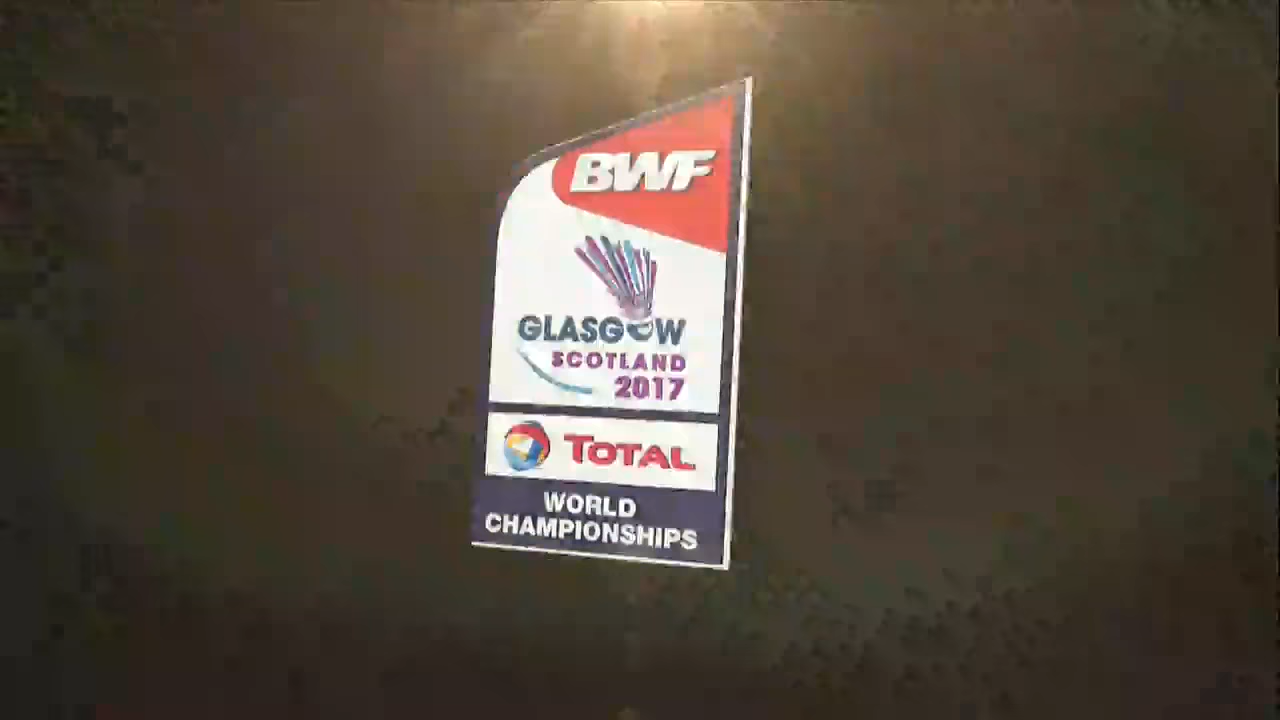 BWF
GLASGOW
SCOTLAND
2017
TOTAL
WORLD
CHAMPIONSHIPS